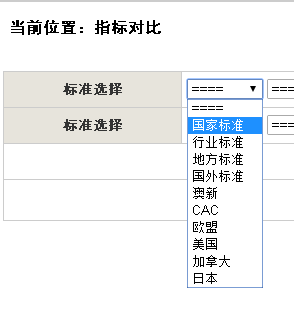 当前位置：指标对比
标准选择 ==== ▼ ===
====
标准选择 ===
国家标准
行业标准
地方标准
国外标准
澳新
CAC
欧盟
美国
加拿大
日本